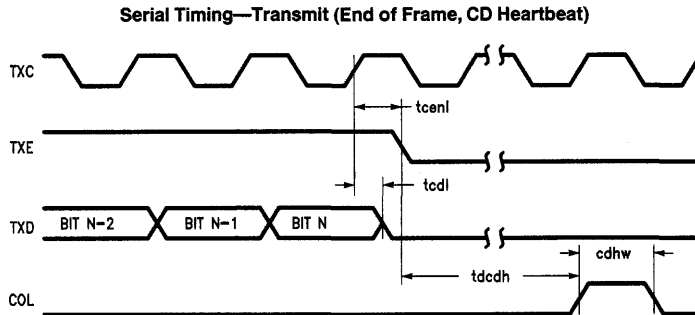 Serial Timing—Transmit (End of Frame, CD Heartbeat)
TXC
tcenl
TXE
tcdl
TXD
BIT N-2
BIT N-1
BIT N
cdhw
tdcdh
COL